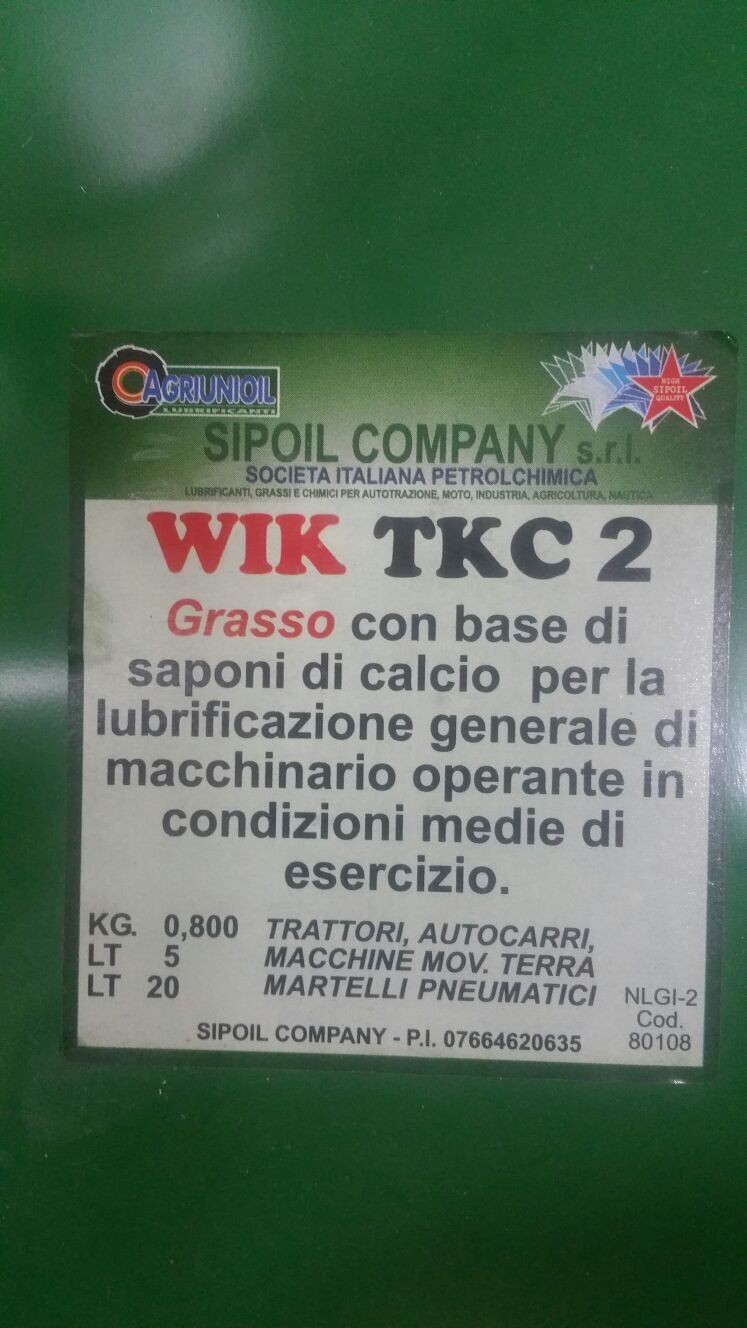 AGRIUNIOIL
LUBRIFICANTI
HIGH
SIPOIL
QUALITY
SIPOIL COMPANY s.r.l.
SOCIETA ITALIANA PETROLCHIMICA
LUBRIFICANTI, GRASSI E CHIMICI PER AUTOTRAZIONE, MOTO, INDUSTRIA, AGRICOLTURA, NAUTICA
WIK TKC 2
Grasso con base di
saponi di calcio per la
lubrificazione generale di
macchinario operante in
condizioni medie di
esercizio.
KG. 0,800 TRATTORI, AUTOCARRI,
LT 5 MACCHINE MOV. TERRA
LT 20 MARTELLI PNEUMATICI
NLGI-2
Cod.
80108
SIPOIL COMPANY - P.I. 07664620635